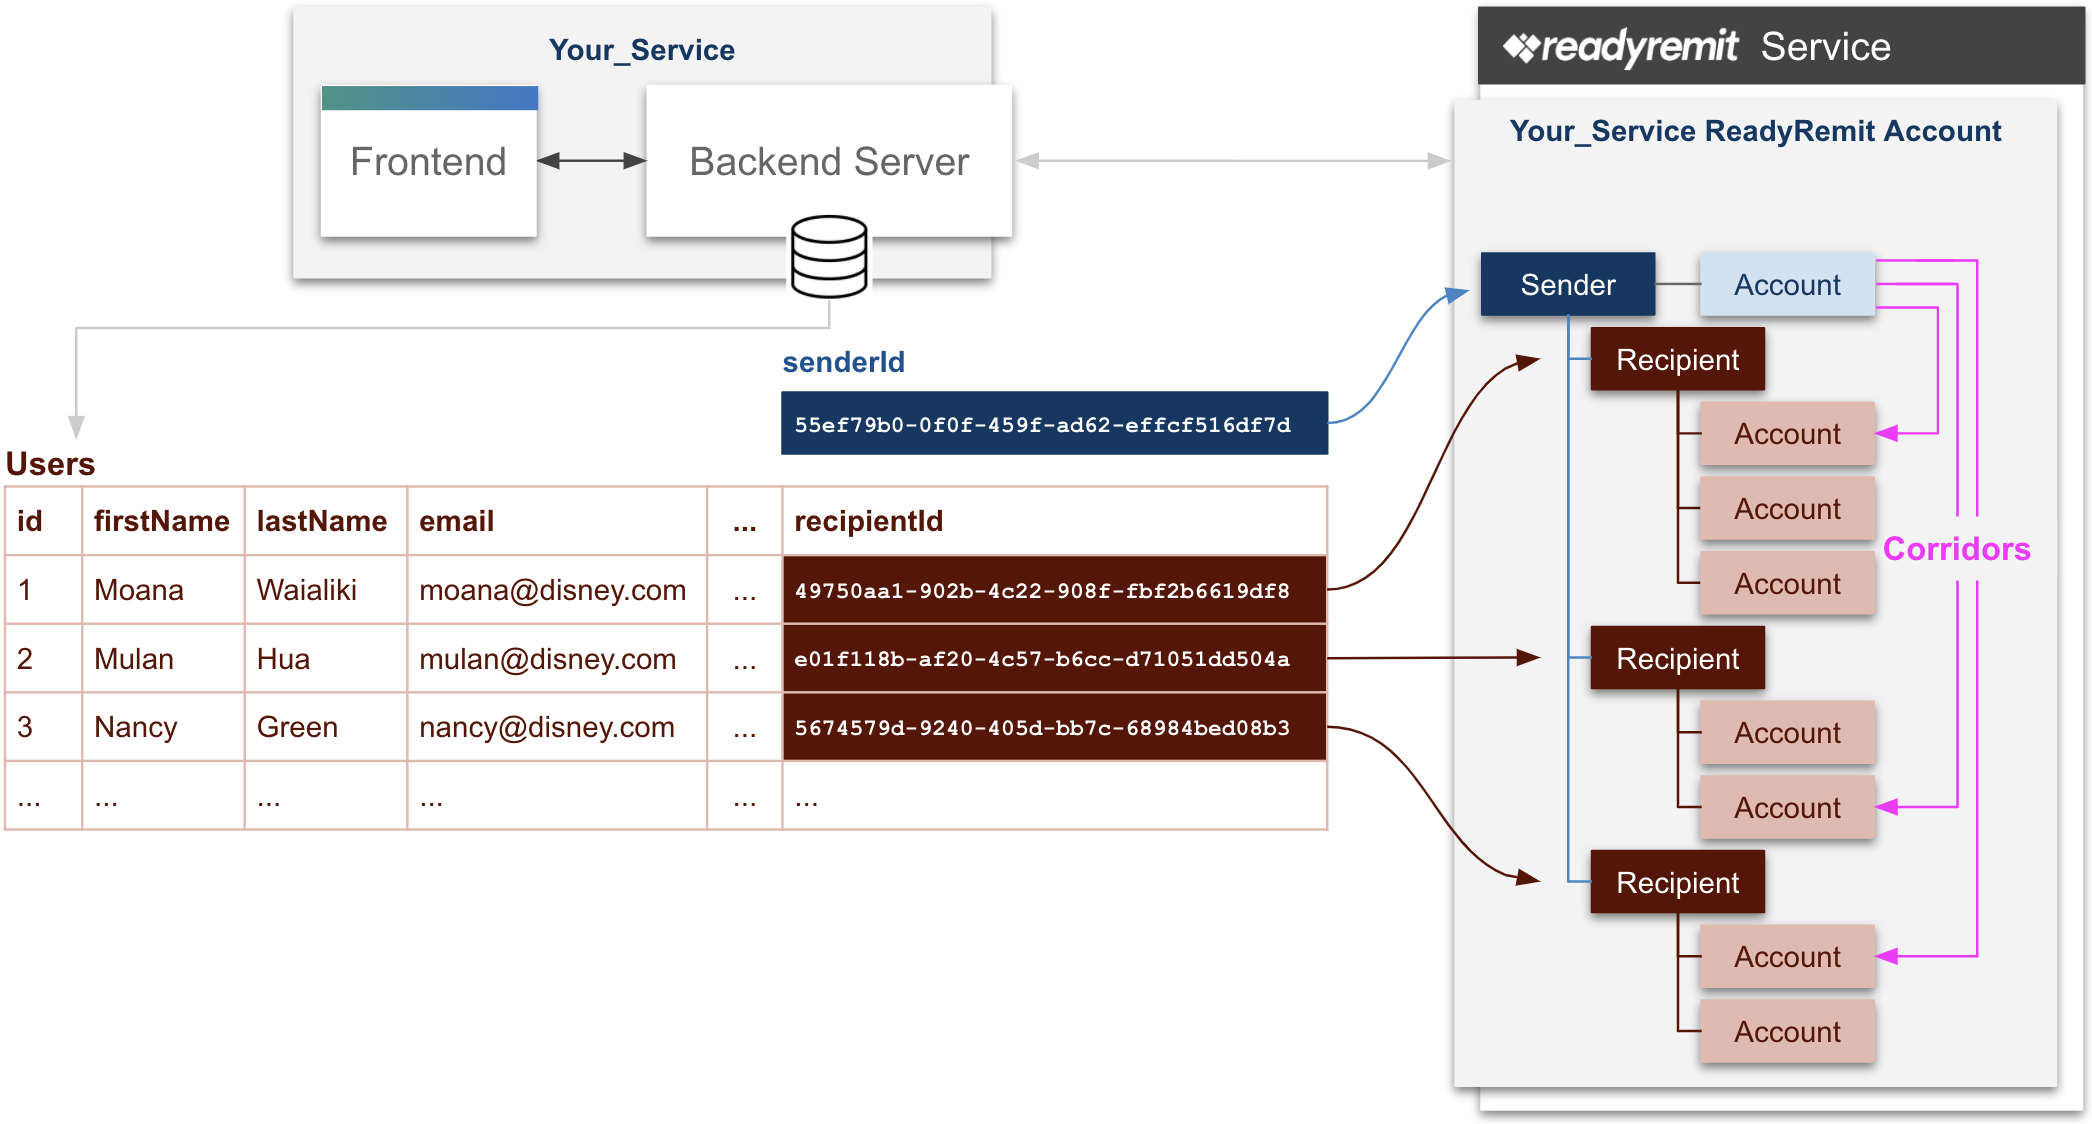 Your_Service
Frontend
Backend Server
readyremit Service
Your_Service ReadyRemit Account
Sender
Account
Recipient
Account
Account
Account
Corridors
Recipient
Account
Account
Recipient
Account
Account
senderId
55ef79b0-0f0f-459f-ad62-effcf516df7d
Users
id firstName lastName email ... recipientId
1 Moana Waialiki moana@disney.com ... 49750aa1-902b-4c22-908f-fbf2b6619df8
2 Mulan Hua mulan@disney.com ... e01f118b-af20-4c57-b6cc-d71051dd504a
3 Nancy Green nancy@disney.com ... 5674579d-9240-405d-bb7c-68984bed08b3
... ... ... ... ... ...